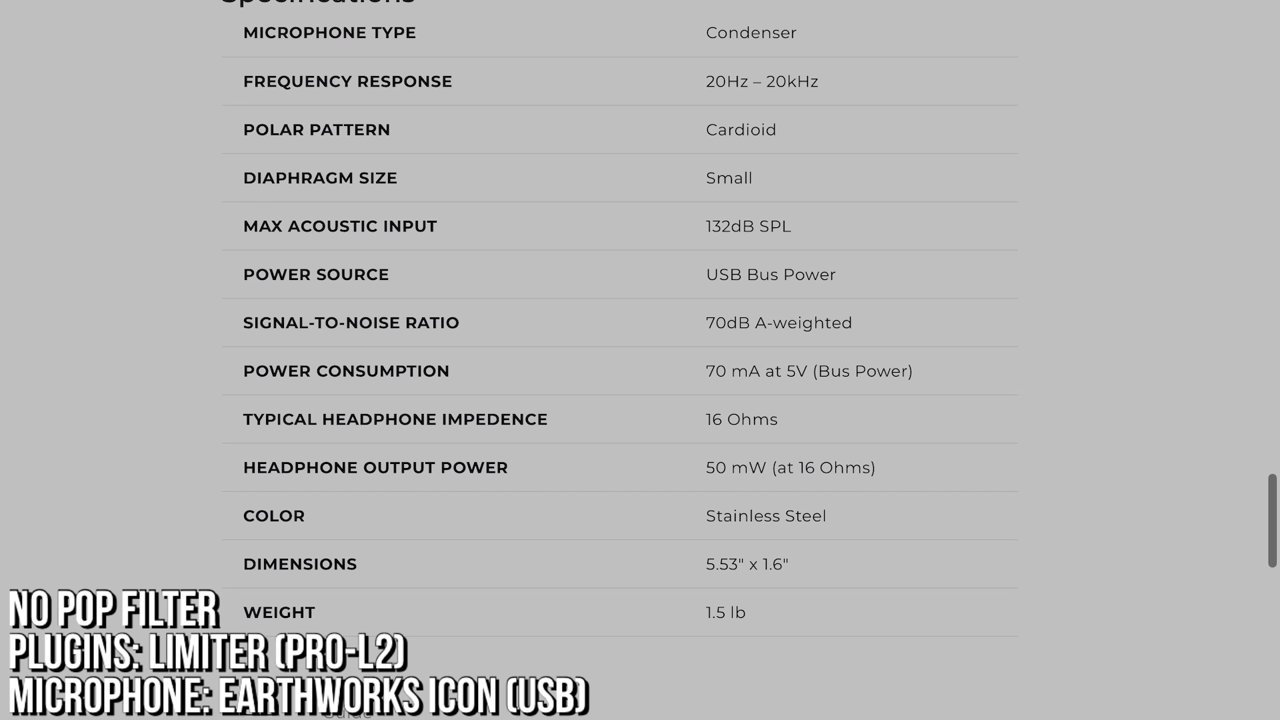 Specifications
MICROPHONE TYPE Condenser
FREQUENCY RESPONSE 20Hz – 20kHz
POLAR PATTERN Cardioid
DIAPHRAGM SIZE Small
MAX ACOUSTIC INPUT 132dB SPL
POWER SOURCE USB Bus Power
SIGNAL-TO-NOISE RATIO 70dB A-weighted
POWER CONSUMPTION 70 mA at 5V (Bus Power)
TYPICAL HEADPHONE IMPEDENCE 16 Ohms
HEADPHONE OUTPUT POWER 50 mW (at 16 Ohms)
COLOR Stainless Steel
DIMENSIONS 5.53" x 1.6"
WEIGHT 1.5 lb
NO POP FILTER
PLUGINS: LIMITER (PRO-L2)
MICROPHONE: EARTHWORKS ICON (USB)